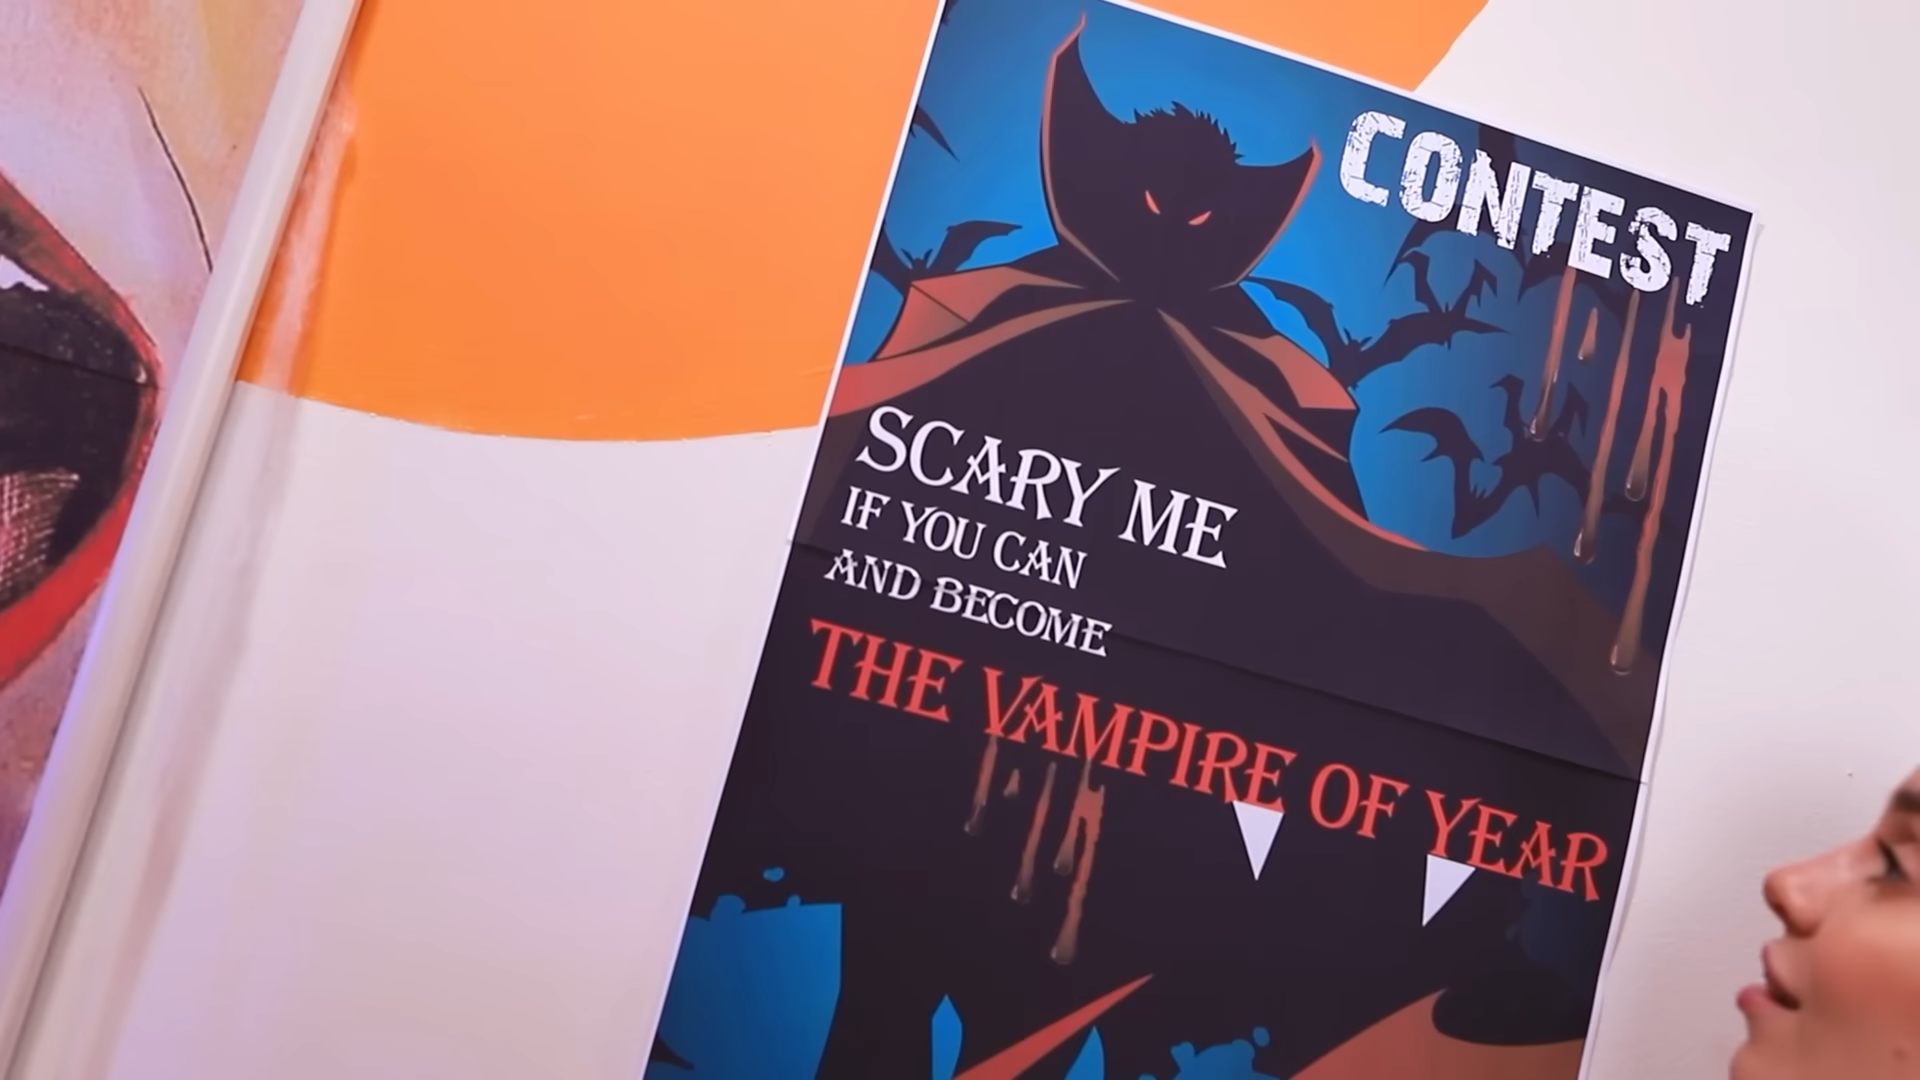 CONTEST
SCARY ME
IF YOU CAN
AND BECOME
THE VAMPIRE OF YEAR